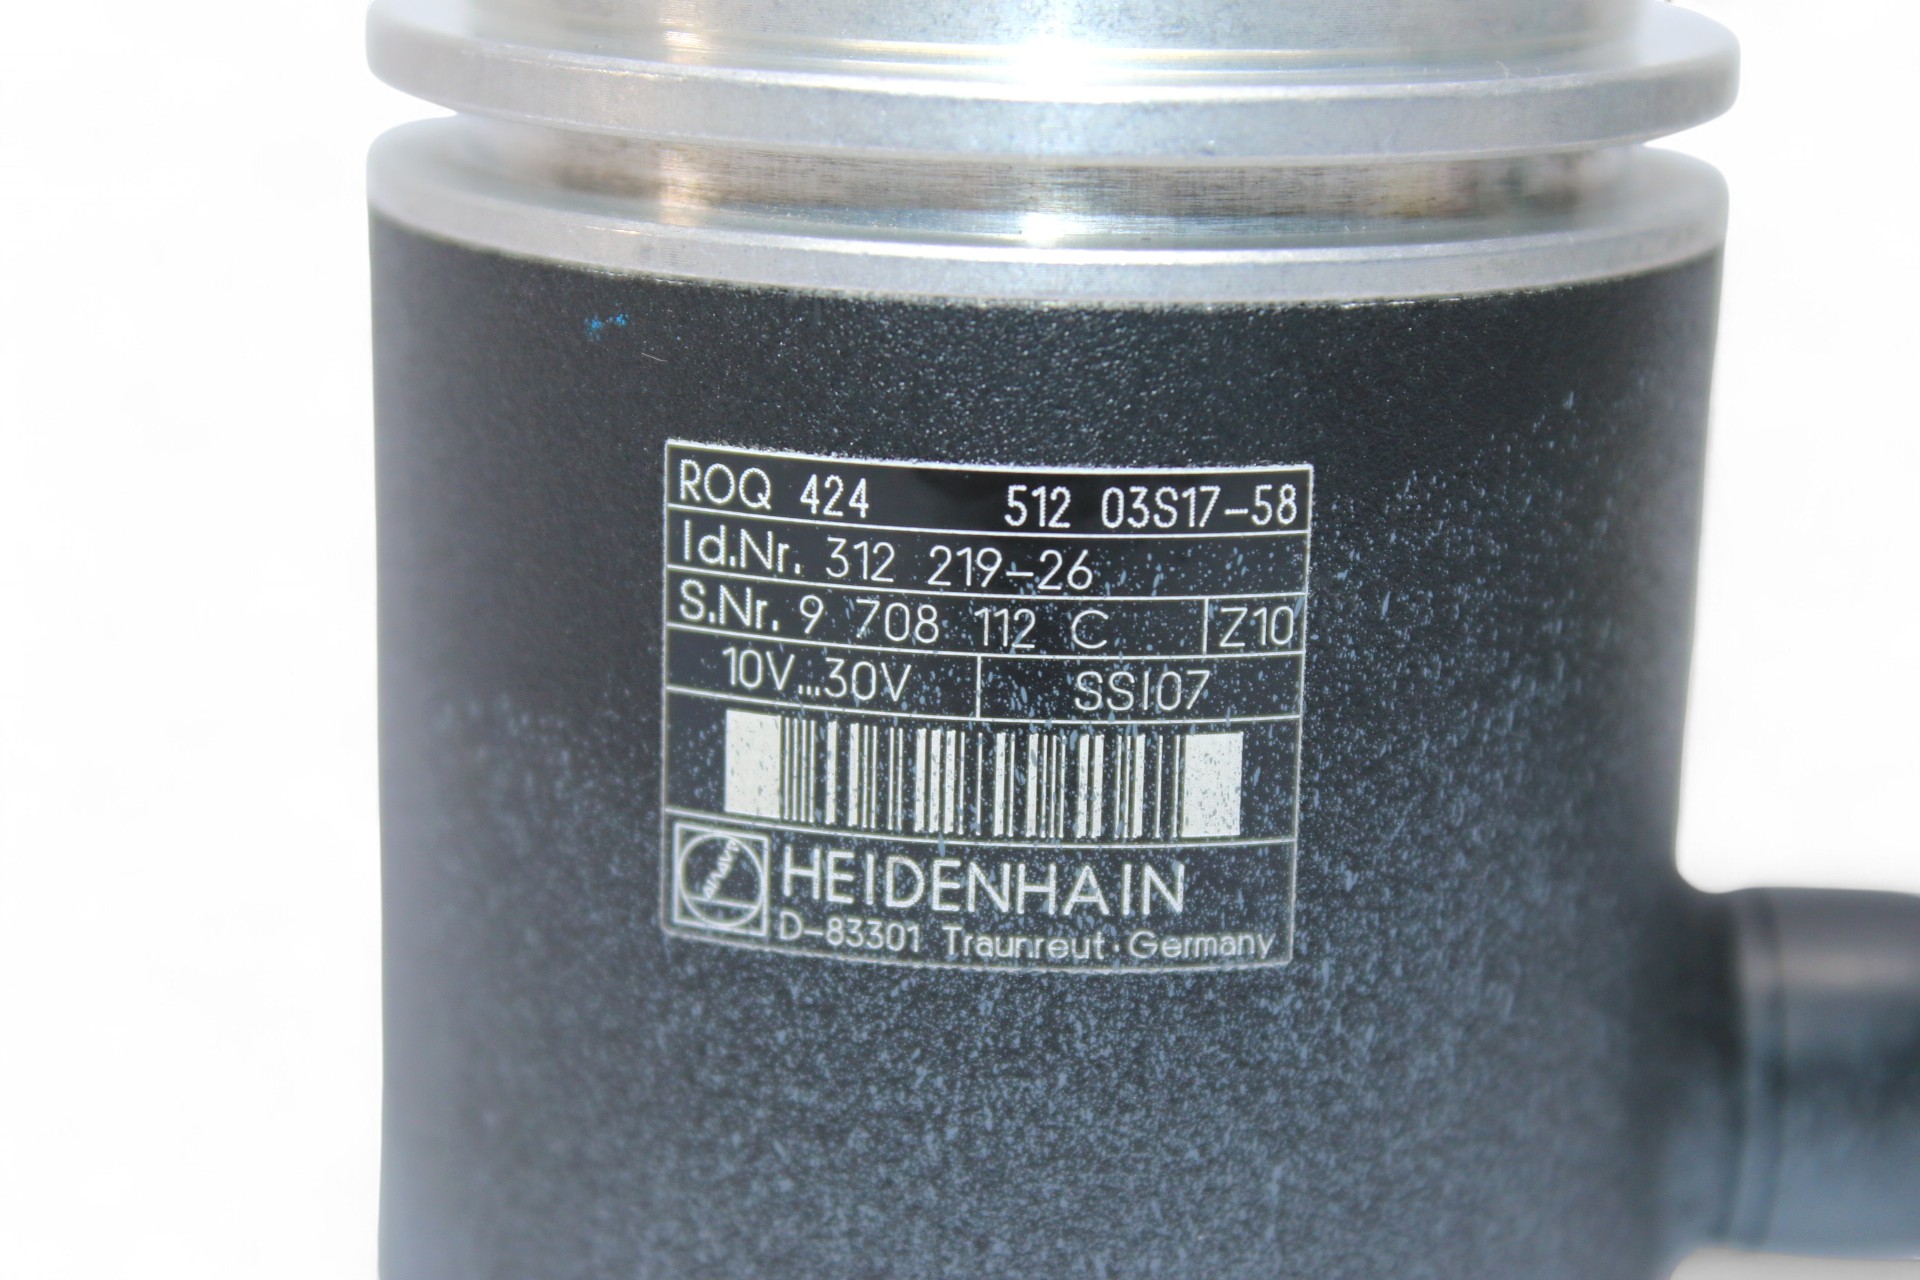 ROQ 424 512 03S17-58
Id.Nr. 312 219-26
S.Nr. 9 708 112 C Z10
10V...30V SSI07
HEIDENHAIN
D-83301 Traunreut · Germany